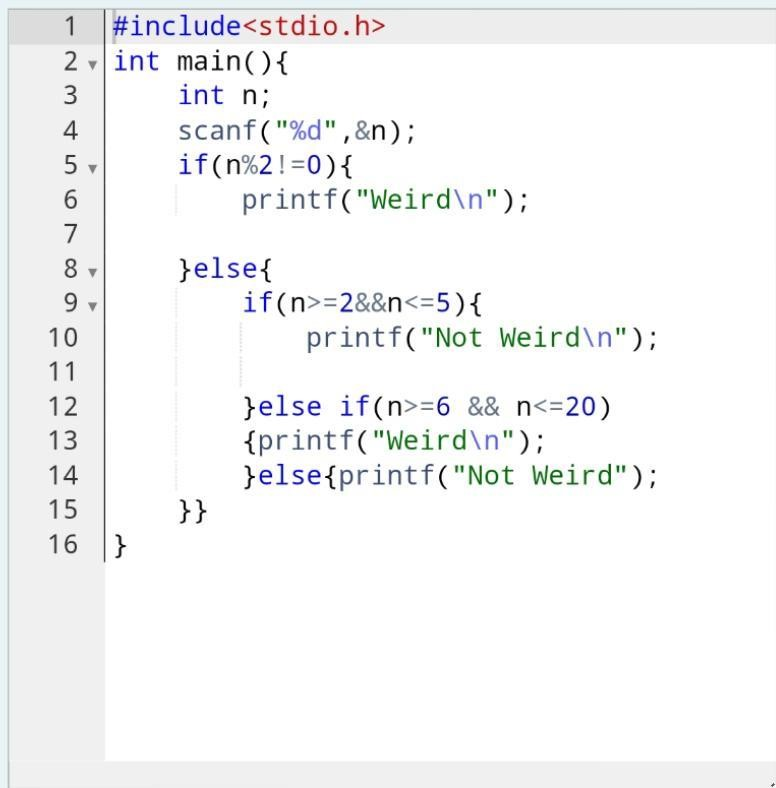 1 #include<stdio.h>
2 int main(){
3     int n;
4     scanf("%d",&n);
5     if(n%2!=0){
6         printf("Weird\n");
7
8     }else{
9         if(n>=2&&n<=5){
10             printf("Not Weird\n");
11
12         }else if(n>=6 && n<=20)
13         {printf("Weird\n");
14         }else{printf("Not Weird");
15     }}
16 }